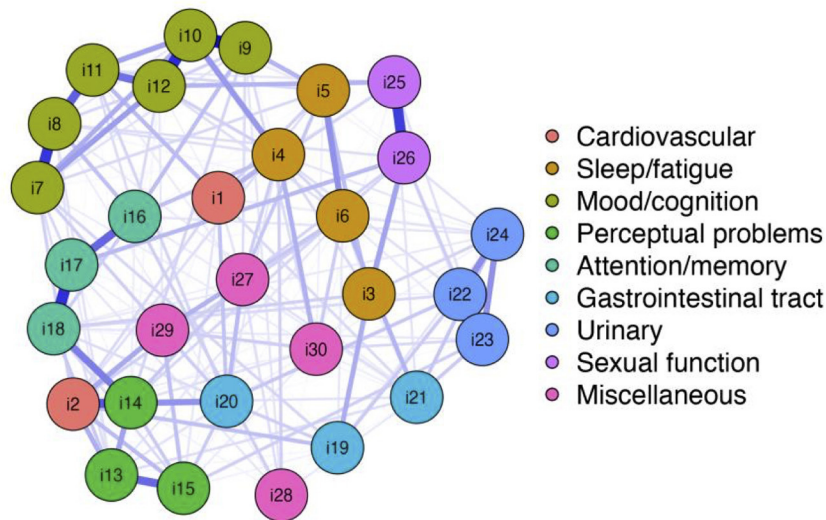 i10
i9
i11
i12
i5
i25
i8
i4
i26
i7
i1
i16
i6
i24
i17
i27
i3
i22
i18
i29
i30
i23
i2
i14
i20
i21
i19
i13
i15
i28
Cardiovascular
Sleep/fatigue
Mood/cognition
Perceptual problems
Attention/memory
Gastrointestinal tract
Urinary
Sexual function
Miscellaneous